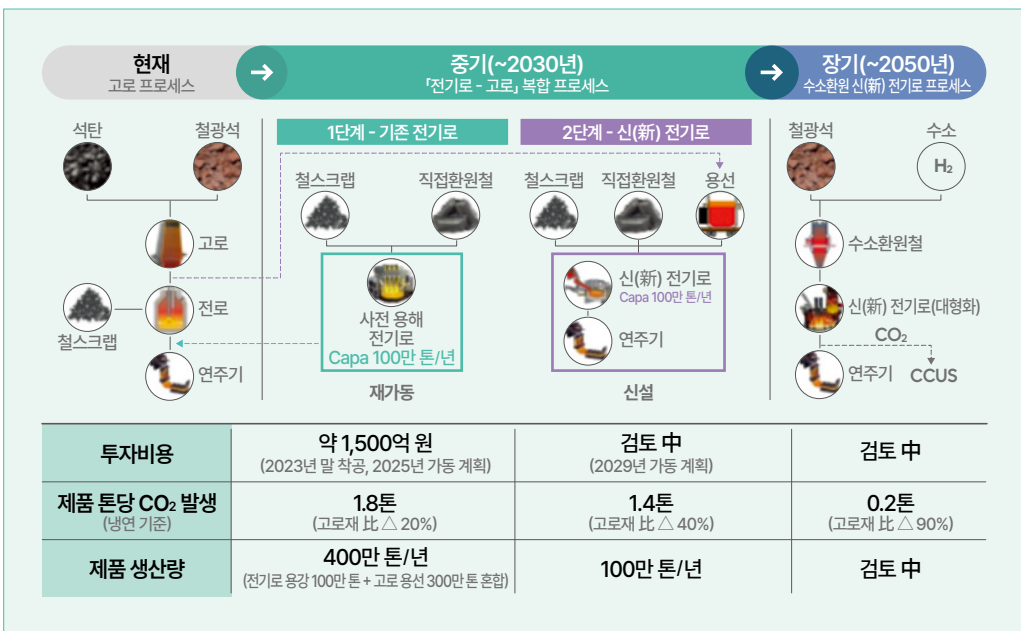 현재
고로 프로세스
중기(~2030년)
「전기로 - 고로」 복합 프로세스
장기(~2050년)
수소환원 신(新) 전기로 프로세스
석탄
철광석
고로
철스크랩
전로
연주기
1단계 - 기존 전기로
철스크랩
직접환원철
사전 용해
전기로
Capa 100만 톤/년
재가동
2단계 - 신(新) 전기로
철스크랩
직접환원철
용선
신(新) 전기로
Capa 100만 톤/년
연주기
신설
철광석
수소
H₂
수소환원철
신(新) 전기로(대형화)
CO₂
연주기
CCUS
투자비용
약 1,500억 원
(2023년 말 착공, 2025년 가동 계획)
검토 中
(2029년 가동 계획)
검토 中
제품 톤당 CO₂ 발생
(냉연 기준)
1.8톤
(고로재 比 △ 20%)
1.4톤
(고로재 比 △ 40%)
0.2톤
(고로재 比 △ 90%)
제품 생산량
400만 톤/년
(전기로 용강 100만 톤 + 고로 용선 300만 톤 혼합)
100만 톤/년
검토 中